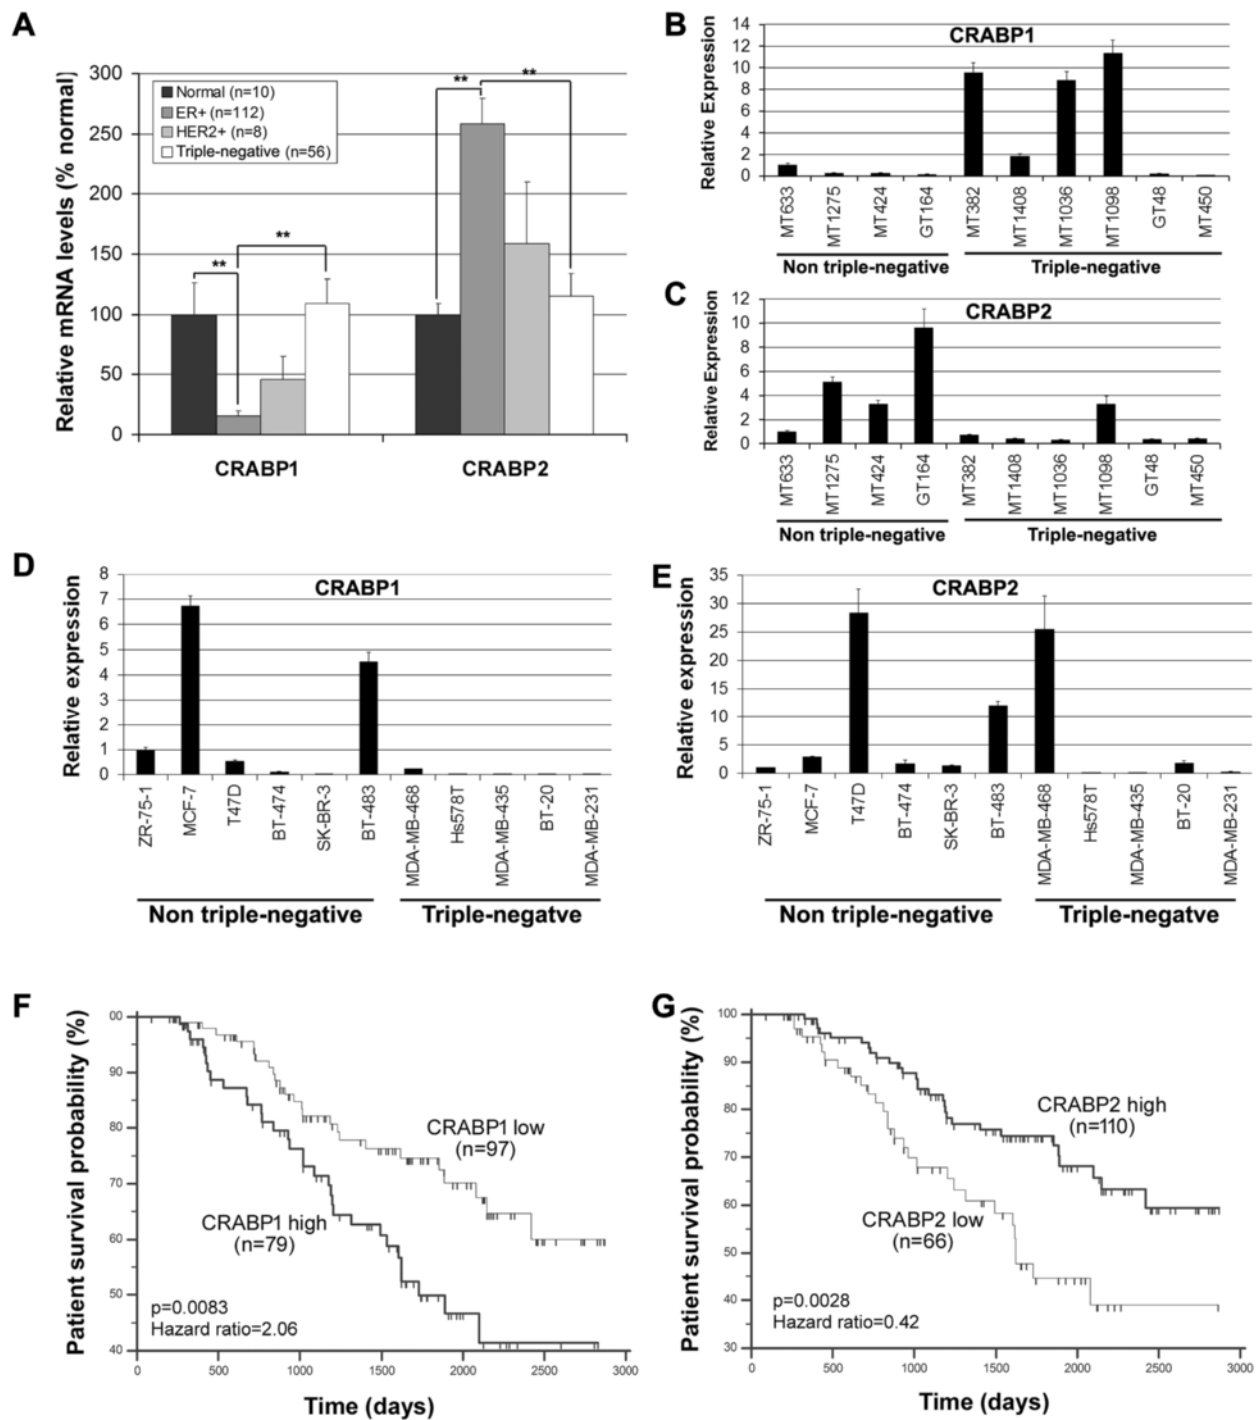 A
Relative mRNA levels (% normal)
300
250
200
150
100
50
0
Normal (n=10)
ER+ (n=112)
HER2+ (n=8)
Triple-negative (n=56)
**
**
**
**
CRABP1
CRABP2
B
CRABP1
Relative Expression
14
12
10
8
6
4
2
0
MT633
MT1275
MT424
GT164
MT382
MT1408
MT1036
MT1098
GT48
MT450
Non triple-negative
Triple-negative
C
CRABP2
Relative Expression
12
10
8
6
4
2
0
MT633
MT1275
MT424
GT164
MT382
MT1408
MT1036
MT1098
GT48
MT450
Non triple-negative
Triple-negative
D
CRABP1
Relative expression
8
7
6
5
4
3
2
1
0
ZR-75-1
MCF-7
T47D
BT-474
SK-BR-3
BT-483
MDA-MB-468
Hs578T
MDA-MB-435
BT-20
MDA-MB-231
Non triple-negative
Triple-negatve
E
CRABP2
Relative expression
35
30
25
20
15
10
5
0
ZR-75-1
MCF-7
T47D
BT-474
SK-BR-3
BT-483
MDA-MB-468
Hs578T
MDA-MB-435
BT-20
MDA-MB-231
Non triple-negative
Triple-negative
F
Patient survival probability (%)
00
90
80
70
60
50
40
CRABP1 low
(n=97)
CRABP1 high
(n=79)
p=0.0083
Hazard ratio=2.06
0
500
1000
1500
2000
2500
3000
Time (days)
G
Patient survival probability (%)
100
90
80
70
60
50
40
30
CRABP2 high
(n=110)
CRABP2 low
(n=66)
p=0.0028
Hazard ratio=0.42
0
500
1000
1500
2000
2500
3000
Time (days)